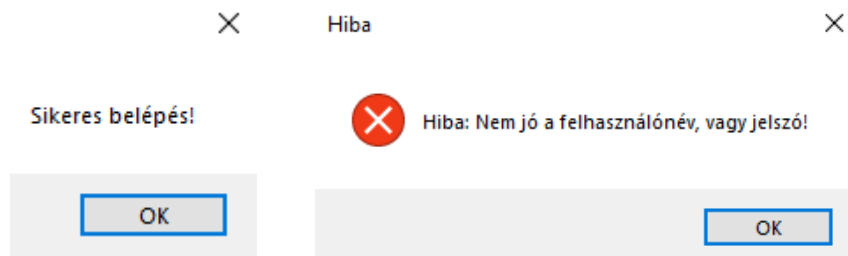 Sikeres belépés!
OK
Hiba
Hiba: Nem jó a felhasználónév, vagy jelszó!
OK